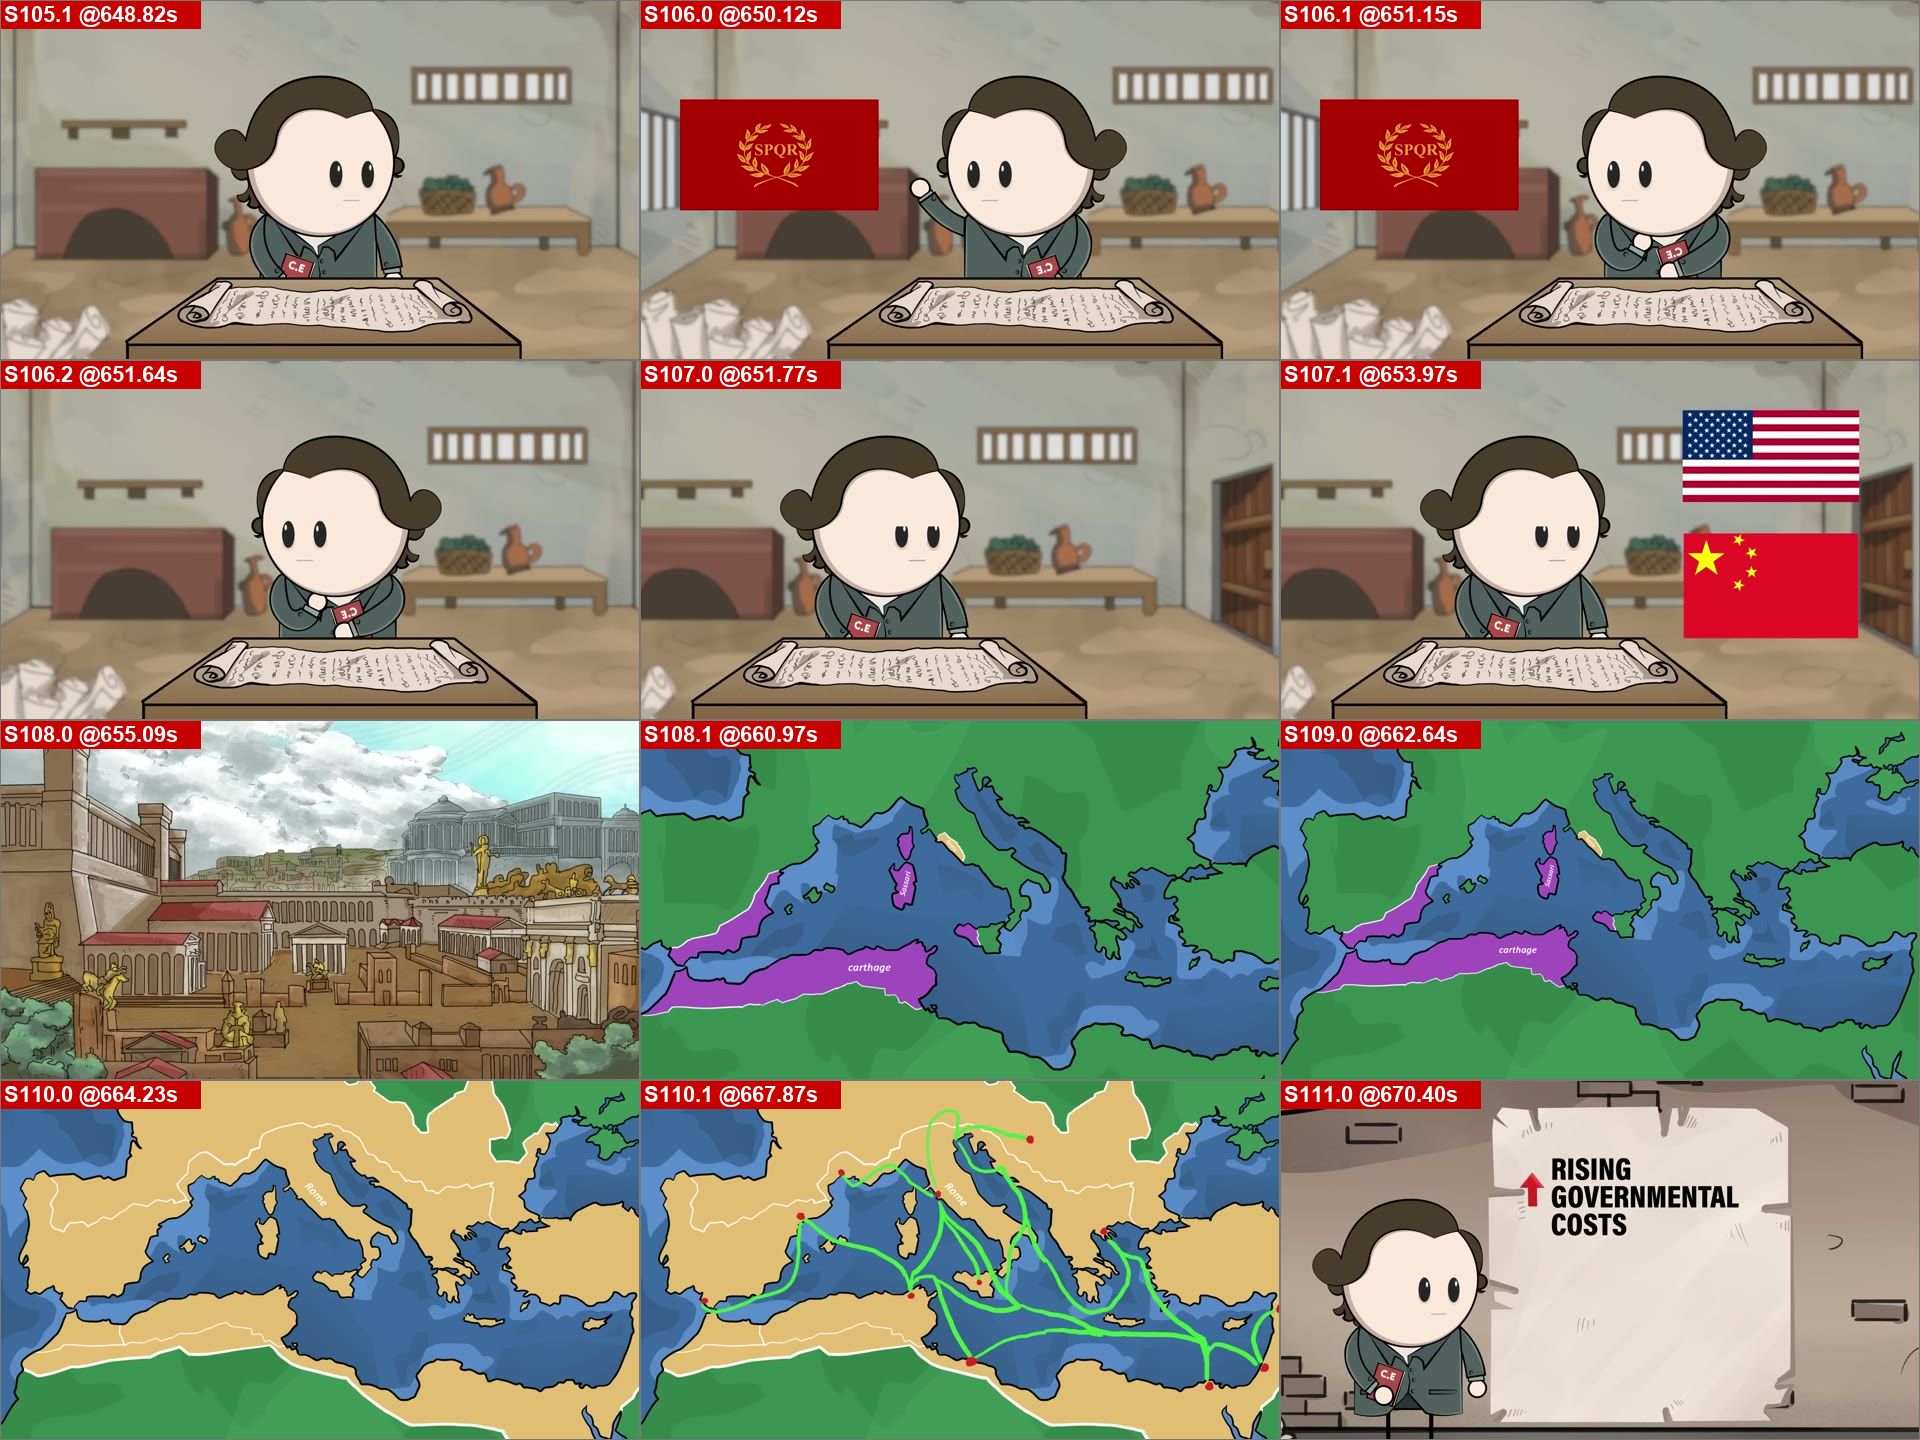 S105.1 @648.82s
C.E
S106.0 @650.12s
SPQR
C.E
S106.1 @651.15s
SPQR
C.E
S106.2 @651.64s
C.E
S107.0 @651.77s
C.E
S107.1 @653.97s
C.E
S108.0 @655.09s
S108.1 @660.97s
Sassari
carthage
S109.0 @662.64s
Sassari
carthage
S110.0 @664.23s
Rome
S110.1 @667.87s
Rome
S111.0 @670.40s
RISING
GOVERNMENTAL
COSTS
C.E